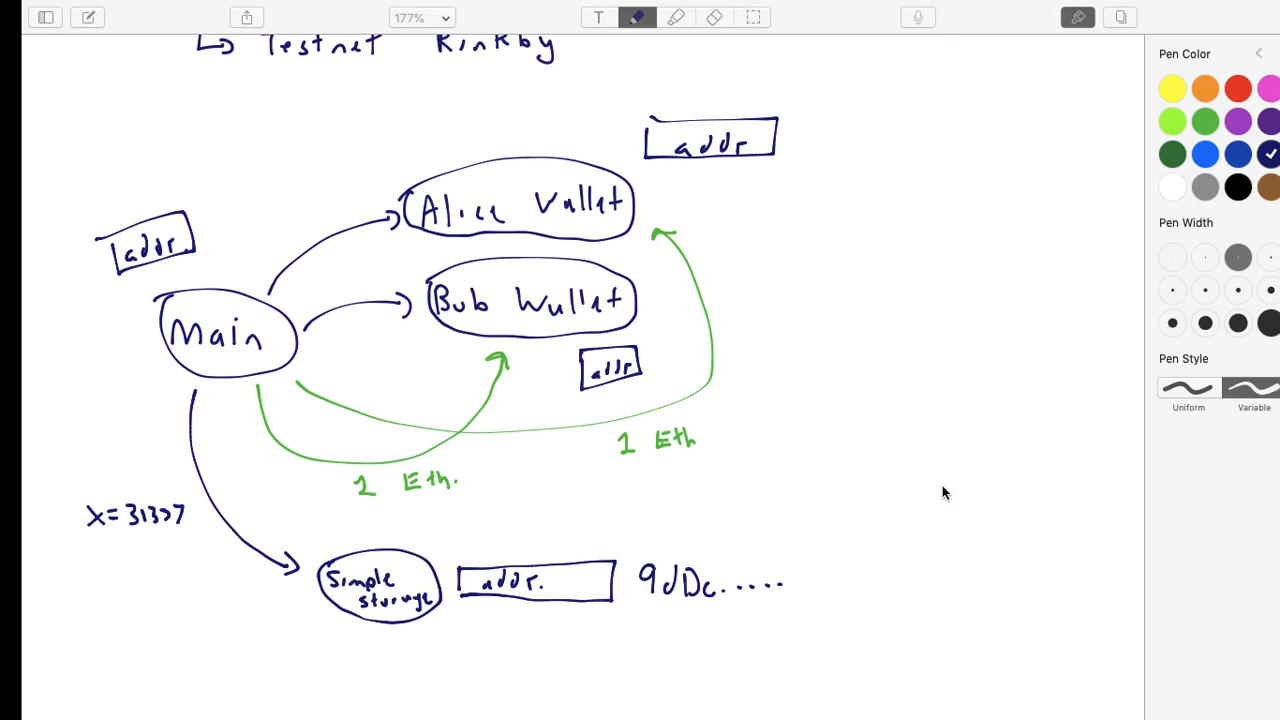 177%
T
Pen Color
↳ Testnet Rinkby
addr
Alice Wallet
addr.
Bob Wallet
Main
addr
Pen Width
Pen Style
Uniform
Variable
1 Eth
1 Eth.
X = 31337
Simple
storage
addr.
9dDc.....